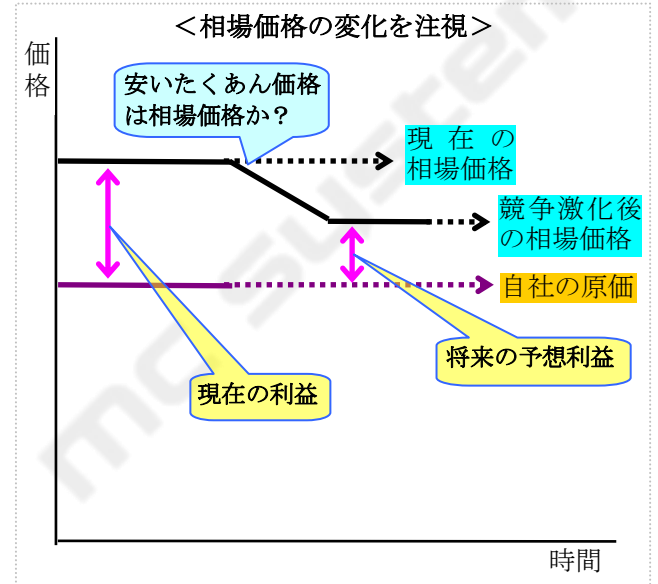 ＜相場価格の変化を注視＞
価
格
安いたくあん価格
は相場価格か？
現在の
相場価格
競争激化後
の相場価格
自社の原価
将来の予想利益
現在の利益
時間
mc system